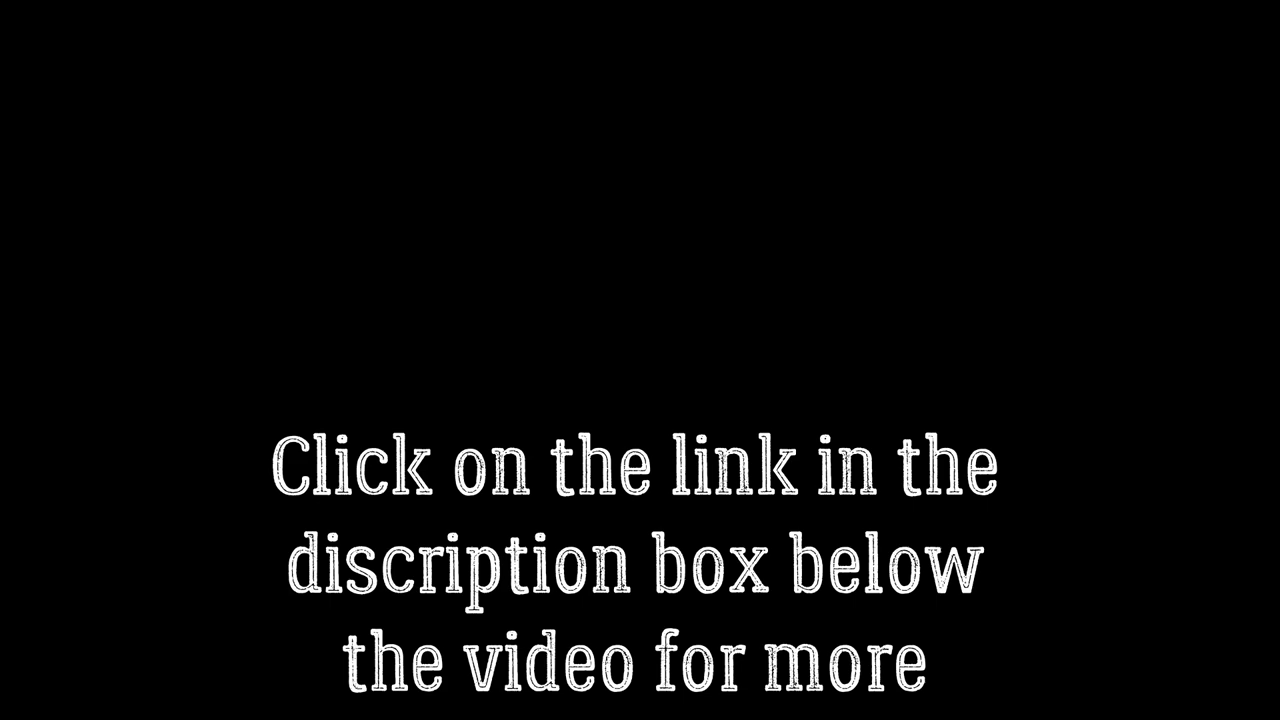 Click on the link in the
discription box below
the video for more